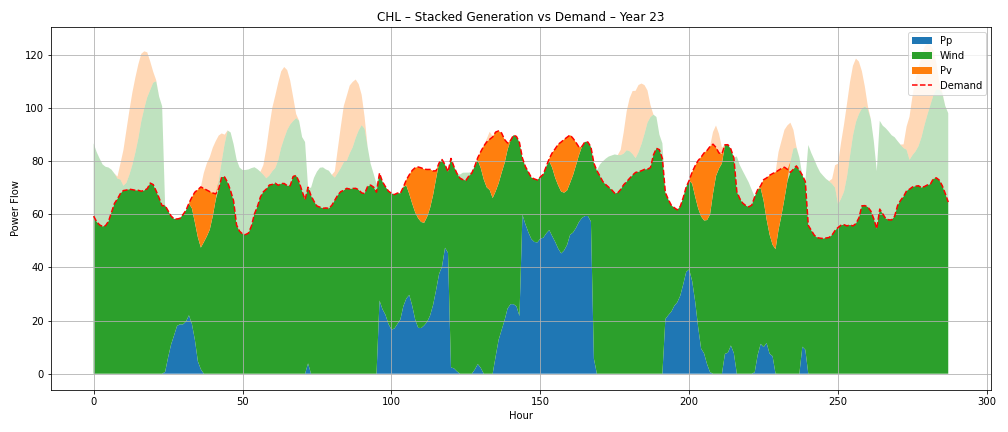 CHL – Stacked Generation vs Demand – Year 23
Power Flow
120
100
80
60
40
20
0
0 50 100 150 200 250 300
Hour
Pp
Wind
Pv
Demand